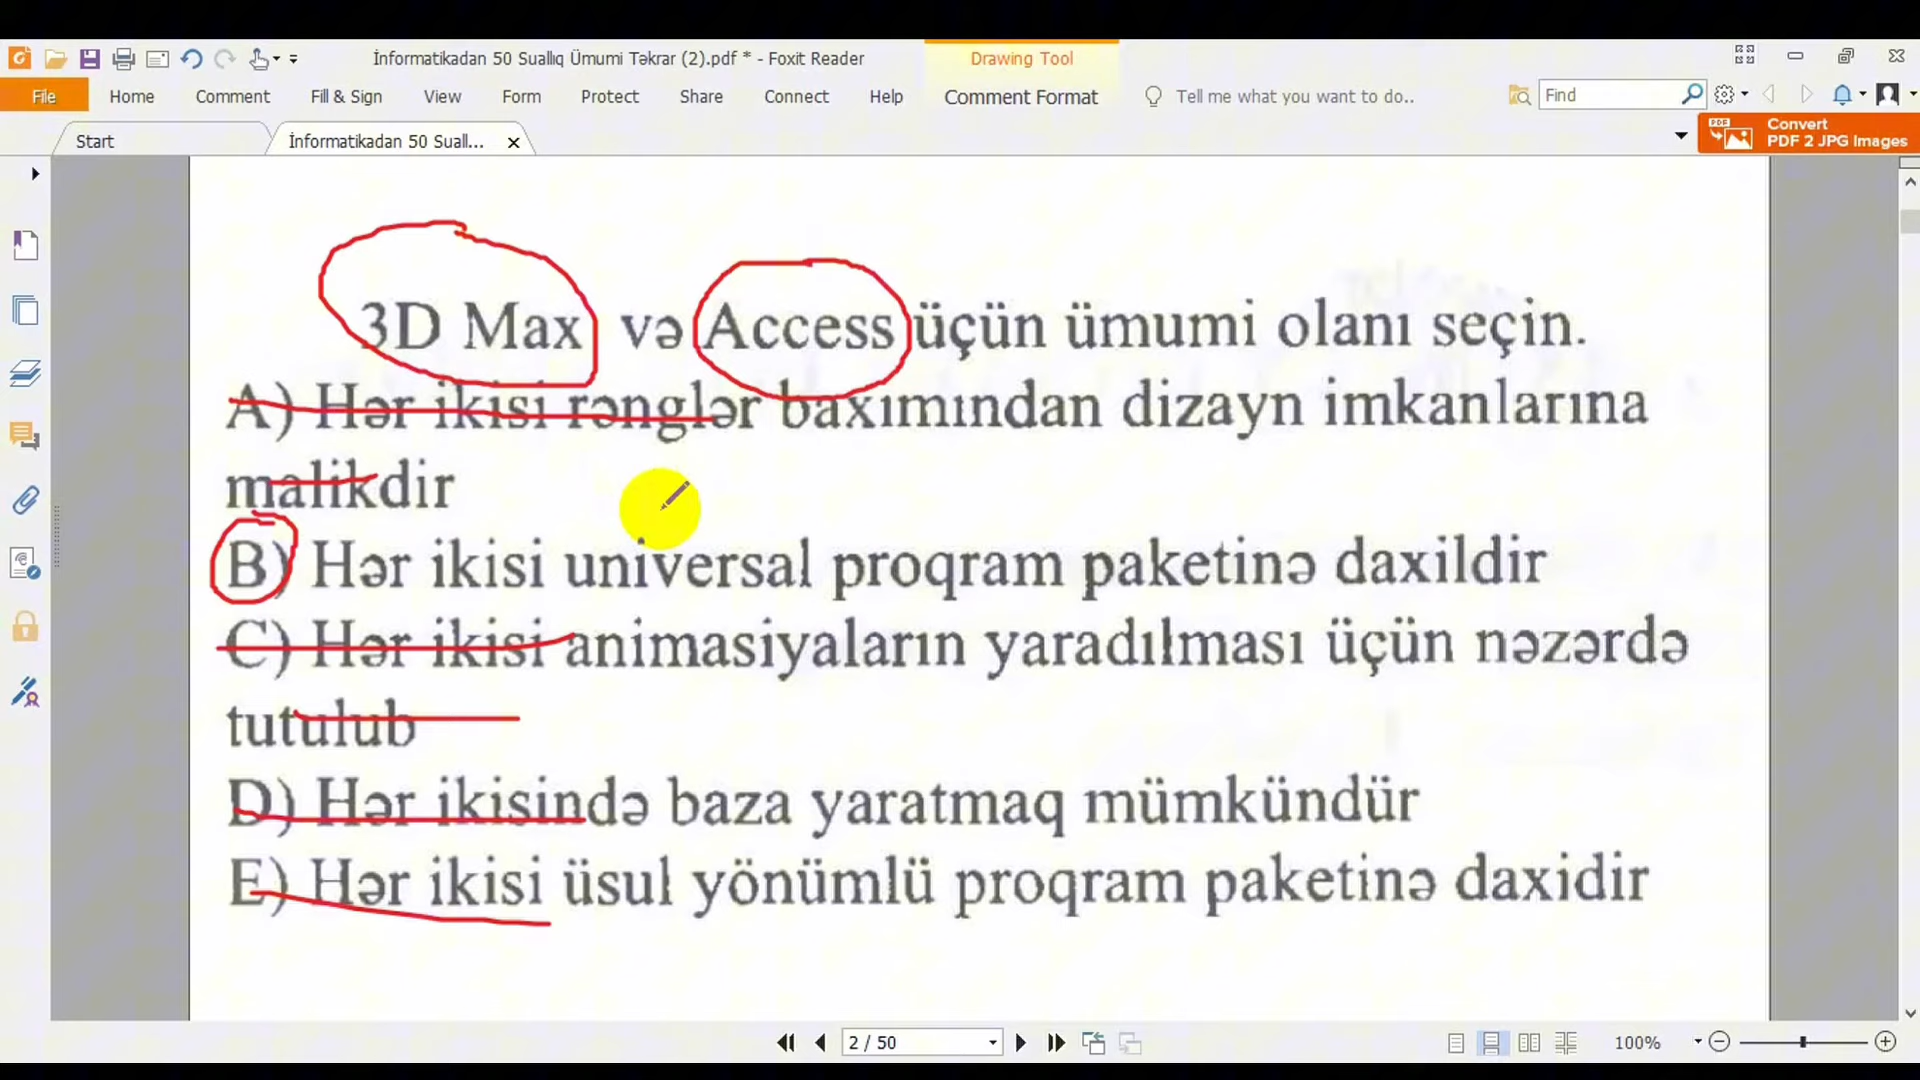 İnformatikadan 50 Suallıq Ümumi Təkrar (2).pdf * - Foxit Reader
Drawing Tool
File Home Comment Fill & Sign View Form Protect Share Connect Help Comment Format Tell me what you want to do.. Find
Start İnformatikadan 50 Suall...
PDF Convert
PDF 2 JPG Images
3D Max və Access üçün ümumi olanı seçin.
A) Hər ikisi rənglər baxımından dizayn imkanlarına
malikdir
B) Hər ikisi universal proqram paketinə daxildir
C) Hər ikisi animasiyaların yaradılması üçün nəzərdə
tutulub
D) Hər ikisində baza yaratmaq mümkündür
E) Hər ikisi üsul yönümlü proqram paketinə daxidir
2 / 50
100%